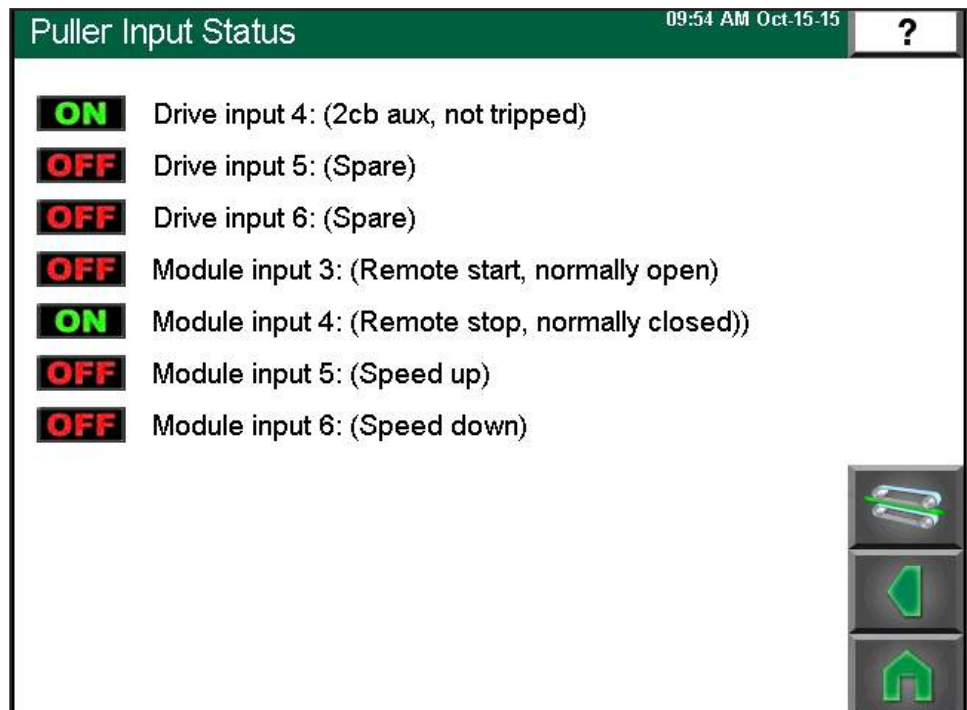 Puller Input Status
09:54 AM Oct-15-15
?
ON Drive input 4: (2cb aux, not tripped)
OFF Drive input 5: (Spare)
OFF Drive input 6: (Spare)
OFF Module input 3: (Remote start, normally open)
ON Module input 4: (Remote stop, normally closed))
OFF Module input 5: (Speed up)
OFF Module input 6: (Speed down)